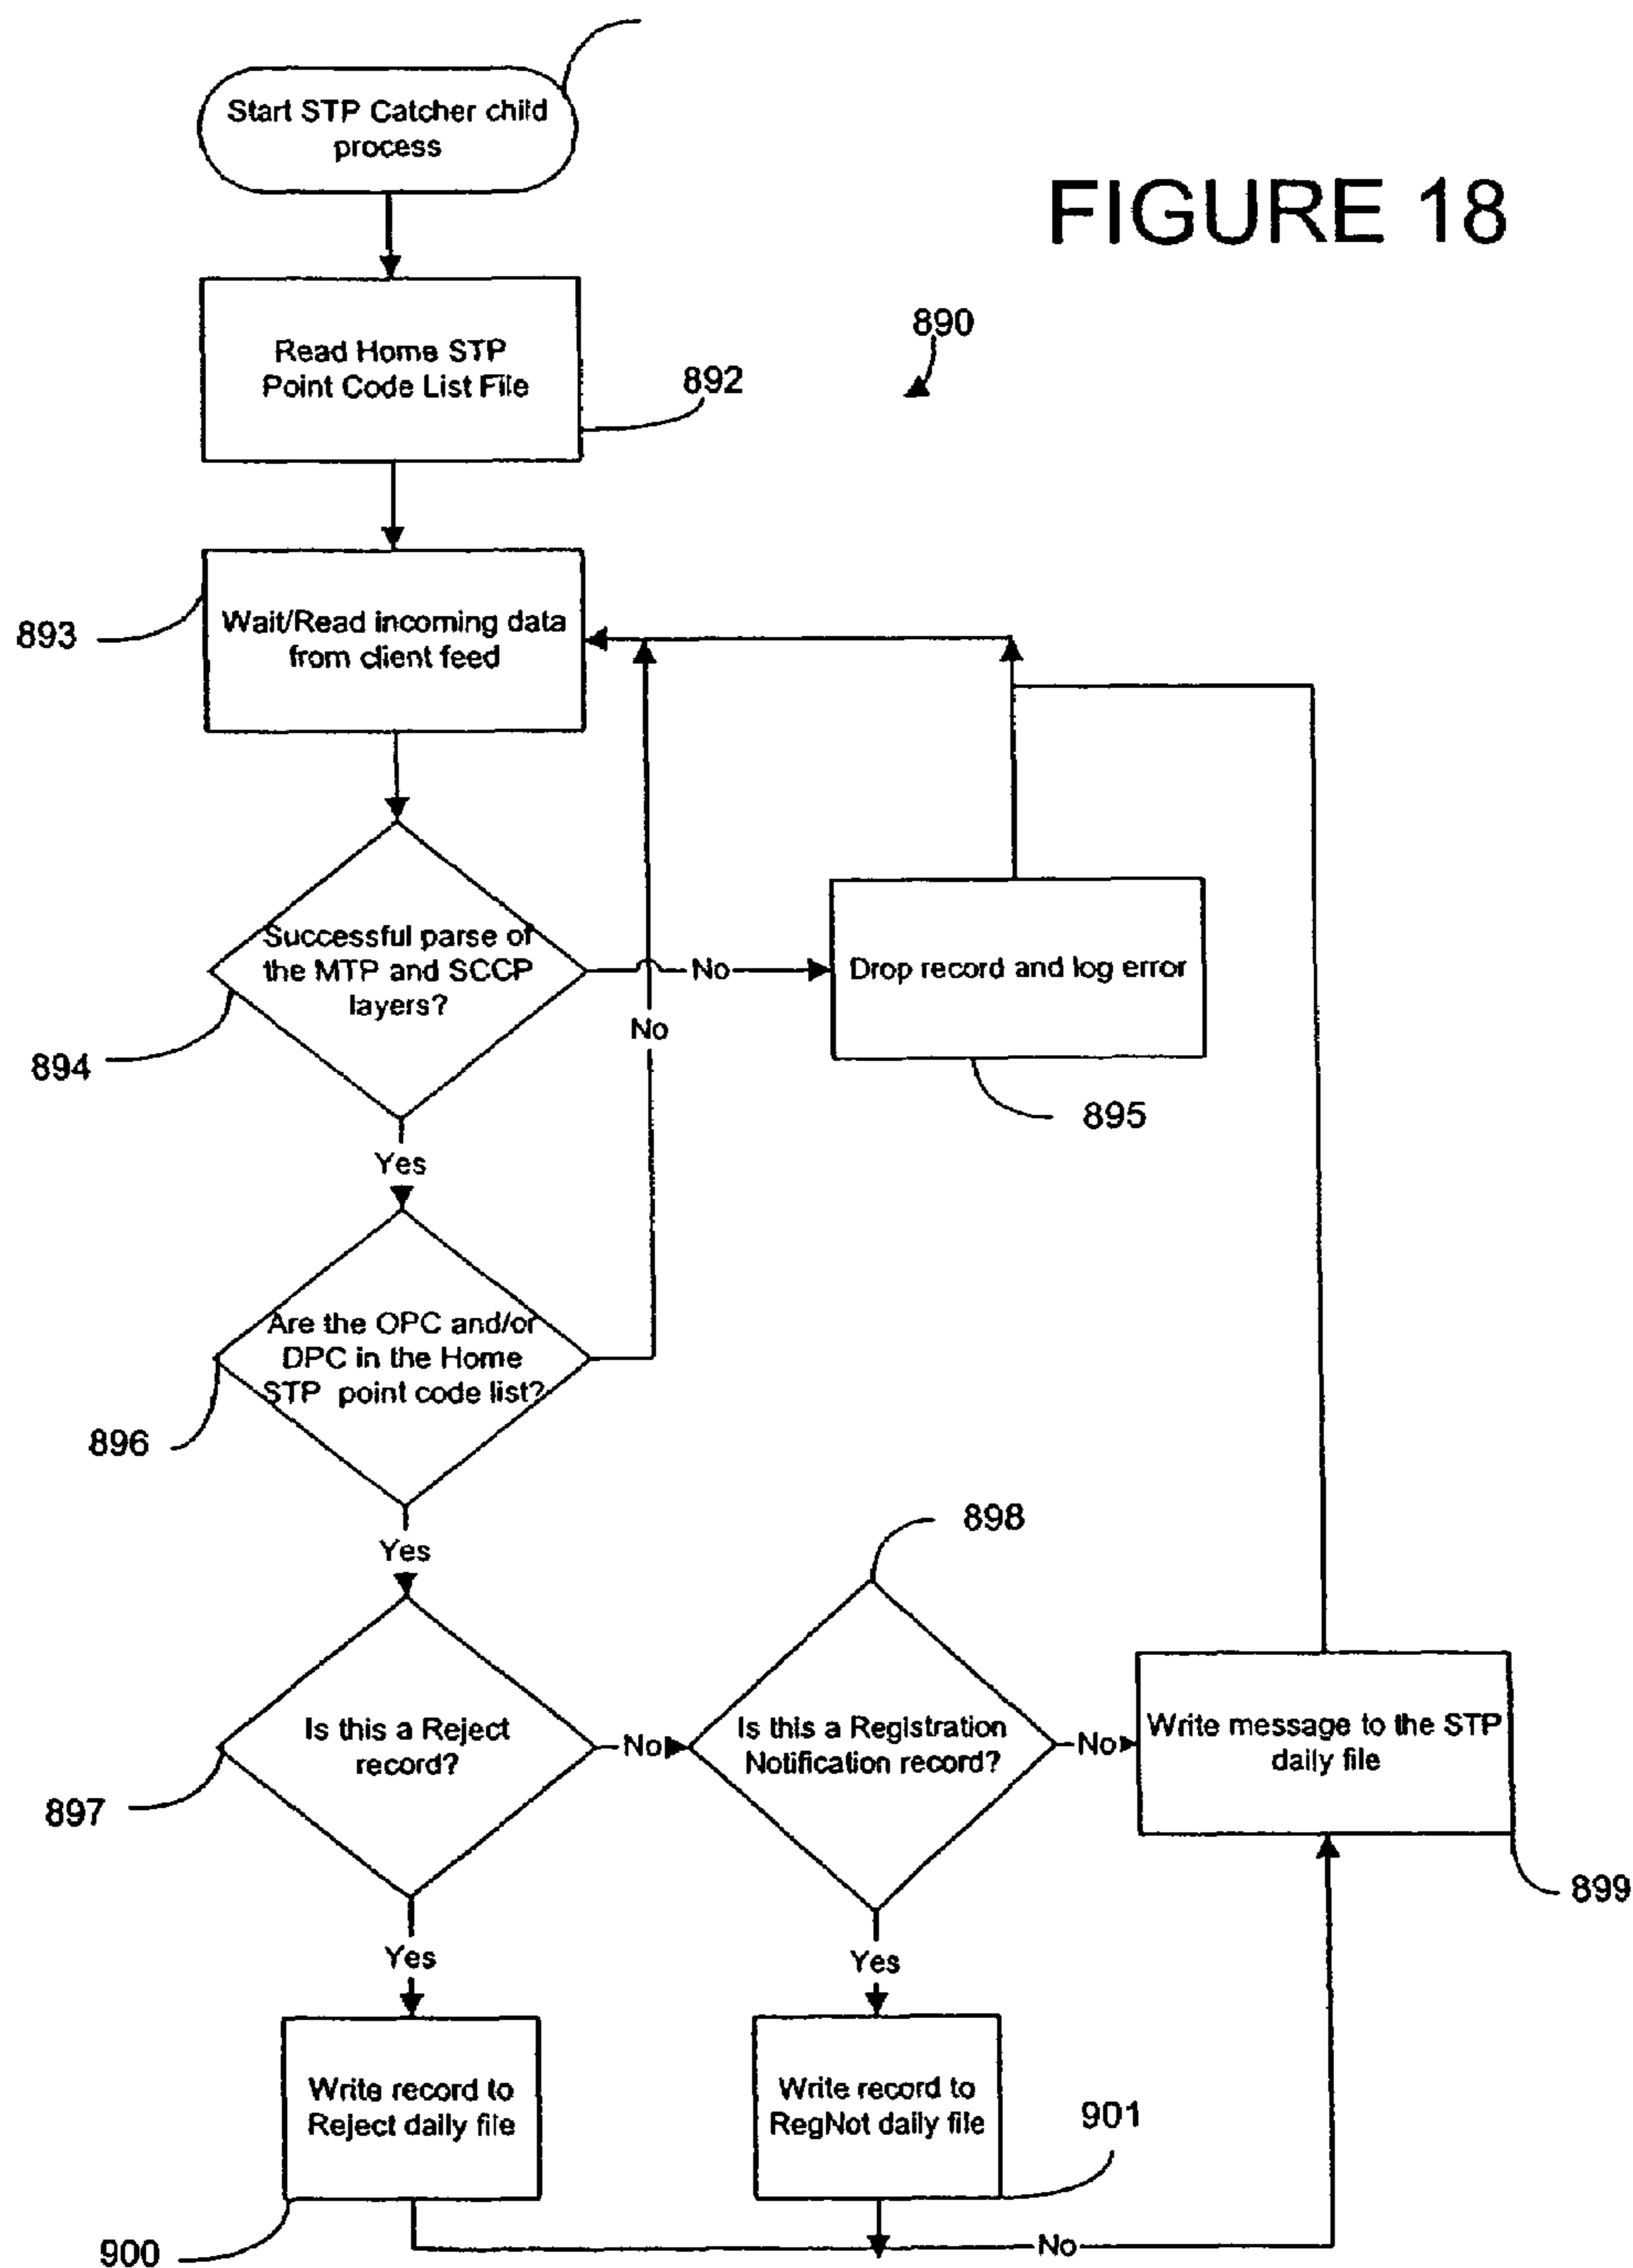 Start STP Catcher child
process
FIGURE 18
890
Read Home STP
Point Code List File
892
Wait/Read incoming data
from client feed
893
Successful parse of
the MTP and SCCP
layers?
894
No
Drop record and log error
895
No
Yes
Are the OPC and/or
DPC in the Home
STP point code list?
896
Yes
898
Is this a Reject
record?
897
No
Is this a Registration
Notification record?
No
Write message to the STP
daily file
899
Yes
Yes
Write record to
Reject daily file
900
Write record to
RegNot daily file
901
No